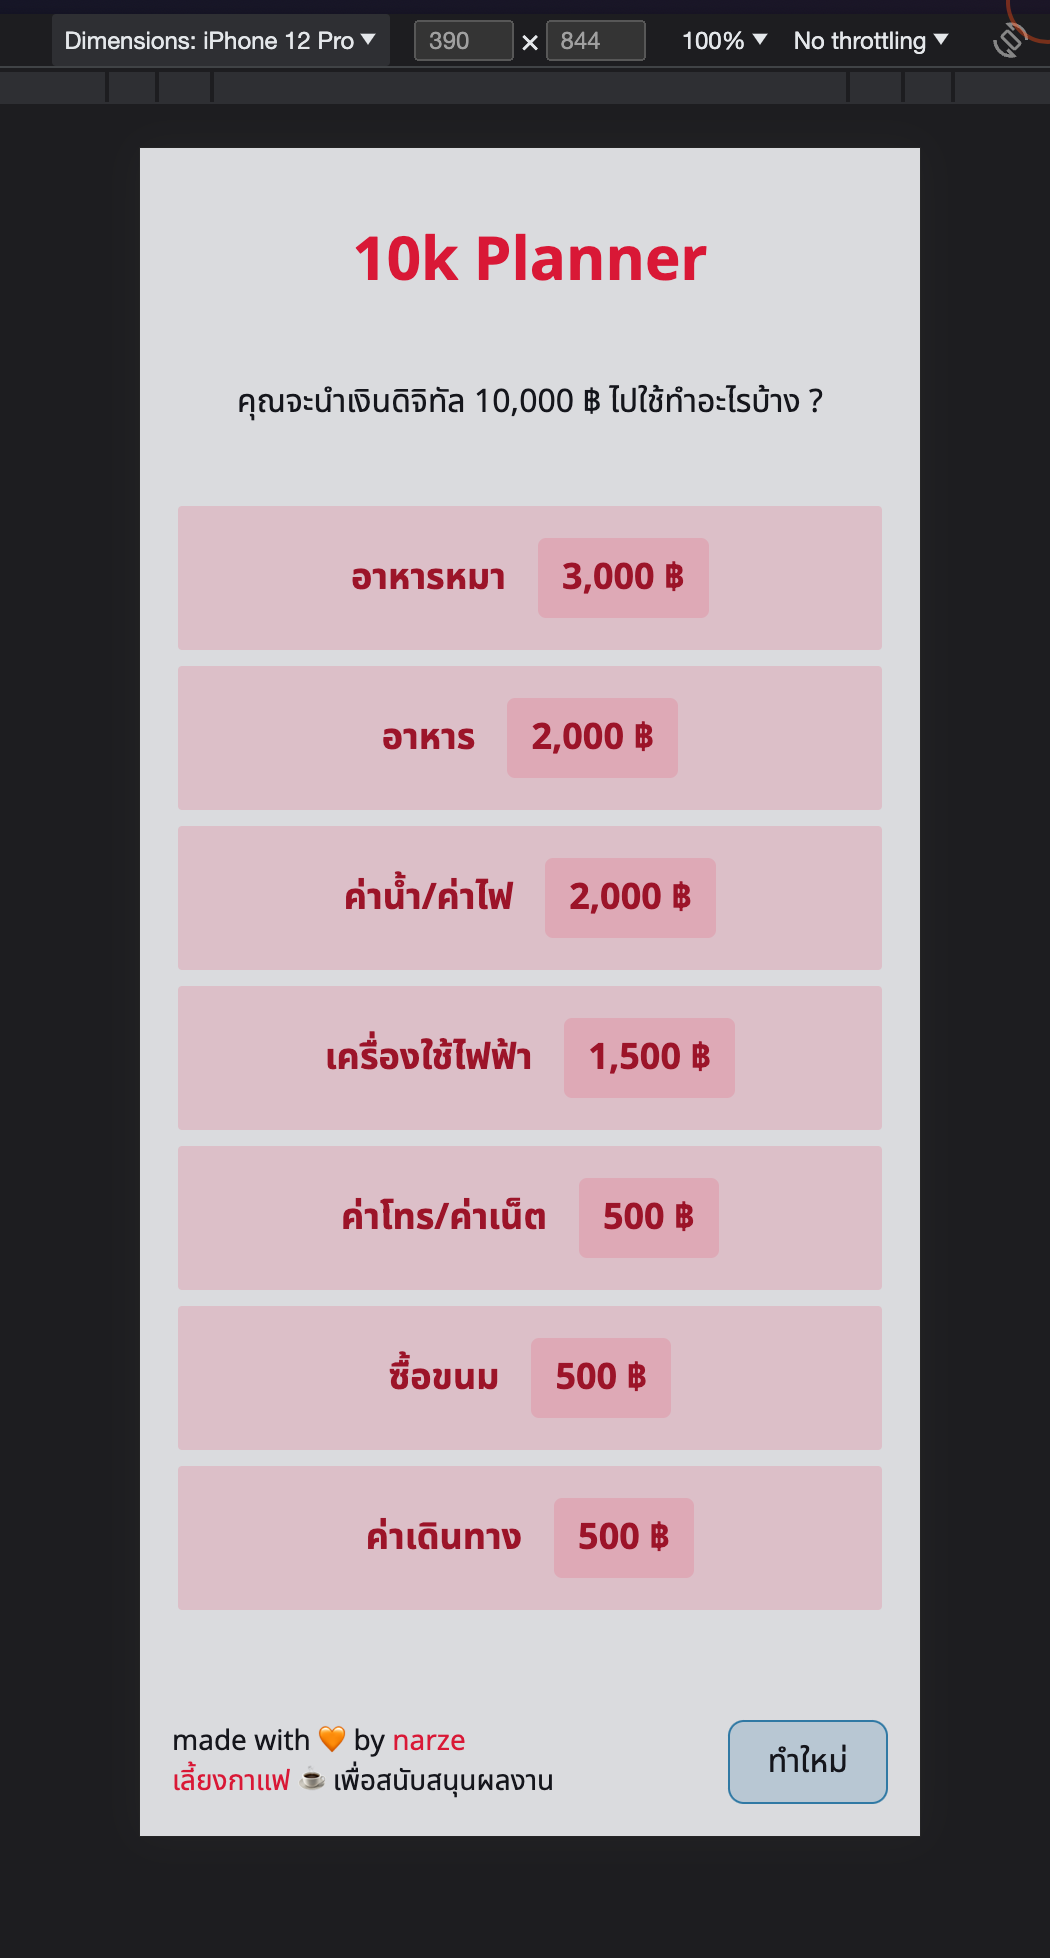 Dimensions: iPhone 12 Pro ▼ 390 × 844 100% ▼ No throttling ▼
10k Planner
คุณจะนำเงินดิจิทัล 10,000 ฿ ไปใช้ทำอะไรบ้าง ?
อาหารหมา 3,000 ฿
อาหาร 2,000 ฿
ค่าน้ำ/ค่าไฟ 2,000 ฿
เครื่องใช้ไฟฟ้า 1,500 ฿
ค่าโทร/ค่าเน็ต 500 ฿
ซื้อขนม 500 ฿
ค่าเดินทาง 500 ฿
made with 🧡 by narze
เลี้ยงกาแฟ ☕ เพื่อสนับสนุนผลงาน
ทำใหม่